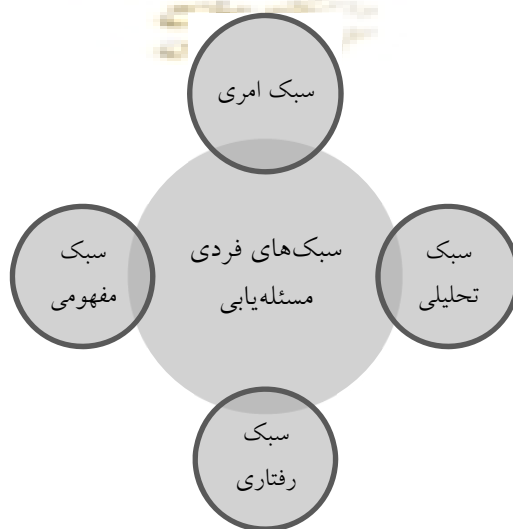 سبک امری
سبک‌های فردی
مسئله‌یابی
سبک
تحلیلی
سبک
مفهومی
سبک
رفتاری